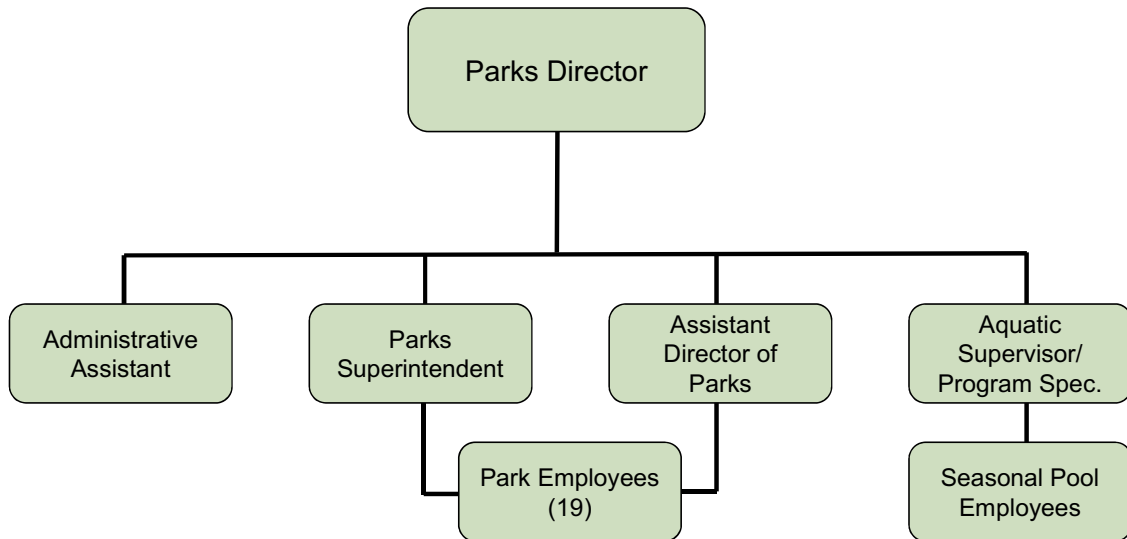 Parks Director
Administrative
Assistant
Parks
Superintendent
Assistant
Director of
Parks
Aquatic
Supervisor/
Program Spec.
Park Employees
(19)
Seasonal Pool
Employees